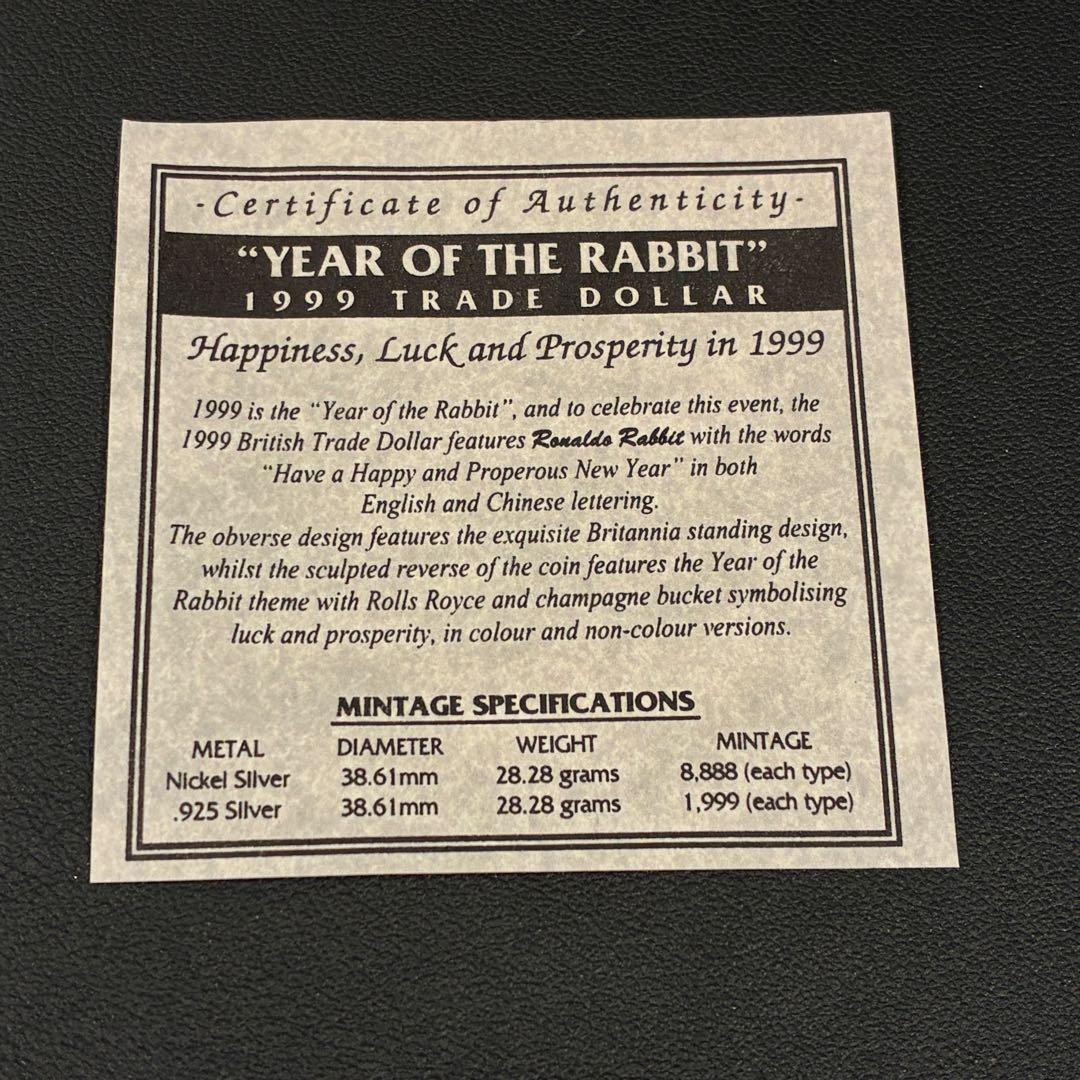 -Certificate of Authenticity-
“YEAR OF THE RABBIT”
1999 TRADE DOLLAR
Happiness, Luck and Prosperity in 1999
1999 is the “Year of the Rabbit”, and to celebrate this event, the
1999 British Trade Dollar features Ronaldo Rabbit with the words
“Have a Happy and Properous New Year” in both
English and Chinese lettering.
The obverse design features the exquisite Britannia standing design,
whilst the sculpted reverse of the coin features the Year of the
Rabbit theme with Rolls Royce and champagne bucket symbolising
luck and prosperity, in colour and non-colour versions.
MINTAGE SPECIFICATIONS
METAL DIAMETER WEIGHT MINTAGE
Nickel Silver 38.61mm 28.28 grams 8,888 (each type)
.925 Silver 38.61mm 28.28 grams 1,999 (each type)